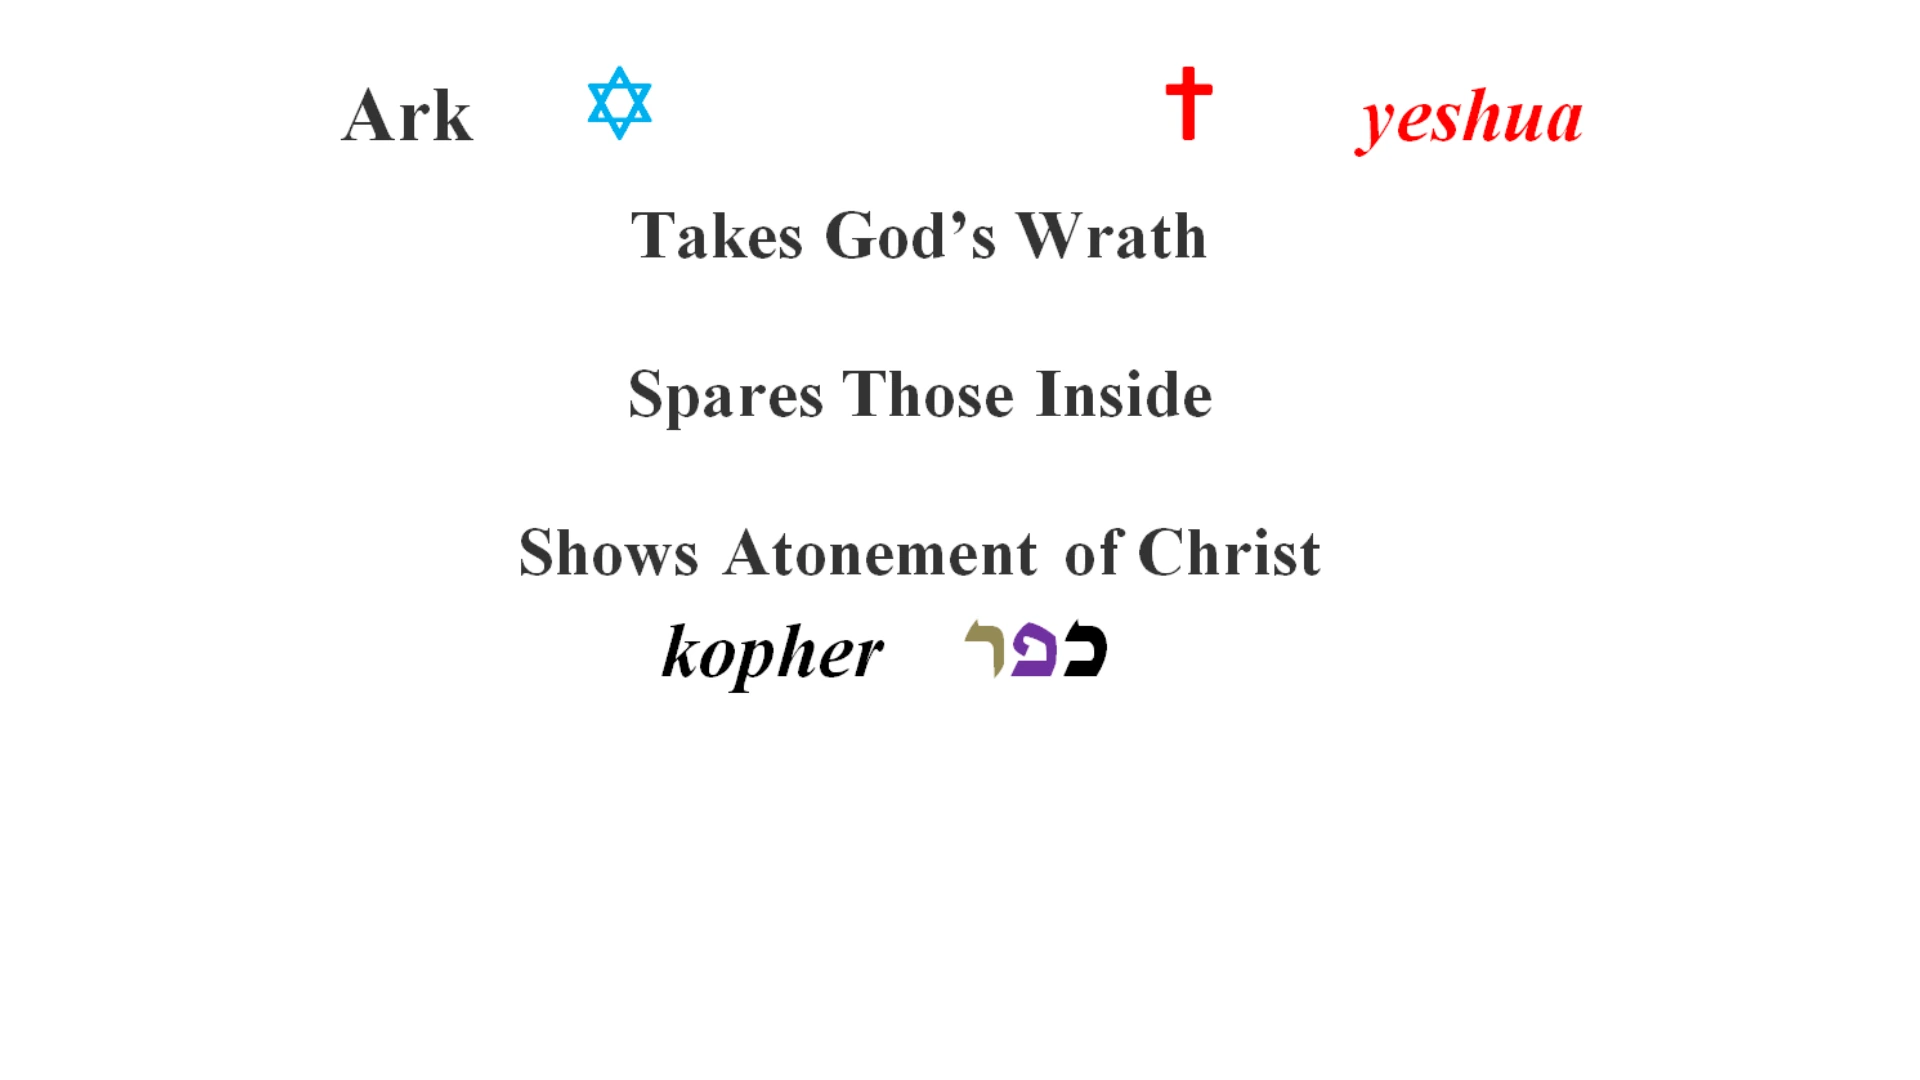 Ark ✡ ✝ yeshua
Takes God’s Wrath
Spares Those Inside
Shows Atonement of Christ
kopher כפר